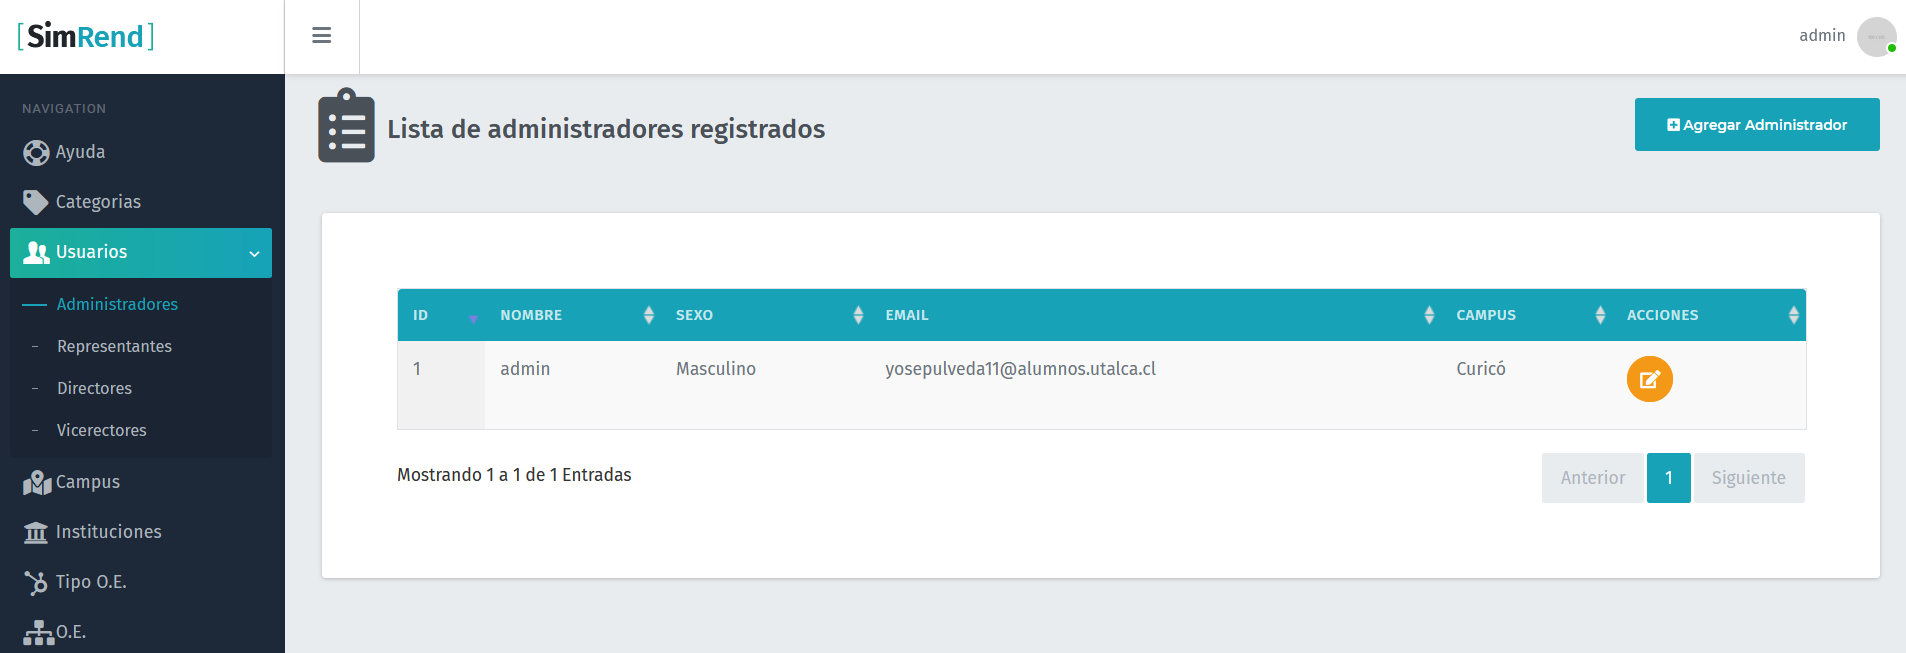 [SimRend]
admin
NAVIGATION
Ayuda
Categorias
Usuarios
Administradores
Representantes
Directores
Vicerectores
Campus
Instituciones
Tipo O.E.
O.E.
Lista de administradores registrados
Agregar Administrador
ID NOMBRE SEXO EMAIL CAMPUS ACCIONES
1 admin Masculino yosepulveda11@alumnos.utalca.cl Curicó
Mostrando 1 a 1 de 1 Entradas
Anterior 1 Siguiente